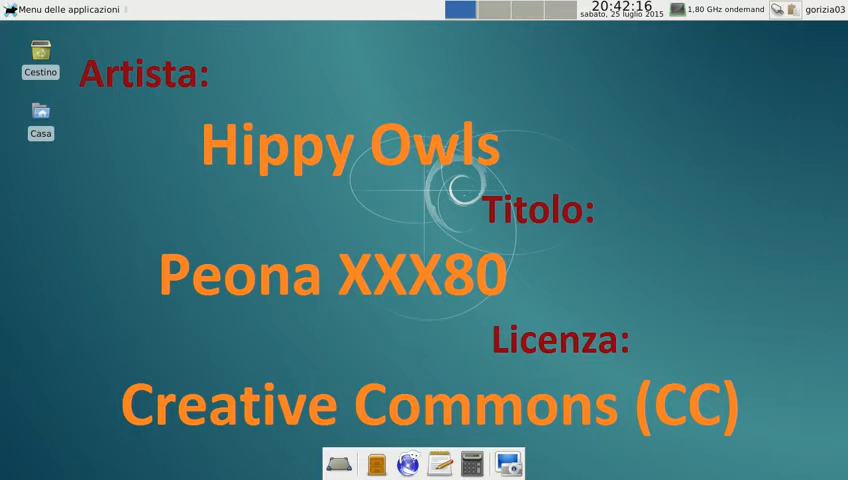 Menu delle applicazioni
20:42:16
sabato, 25 luglio 2015
1,80 GHz ondemand
gorizia03
Cestino
Casa
Artista:
Hippy Owls
Titolo:
Peona XXX80
Licenza:
Creative Commons (CC)